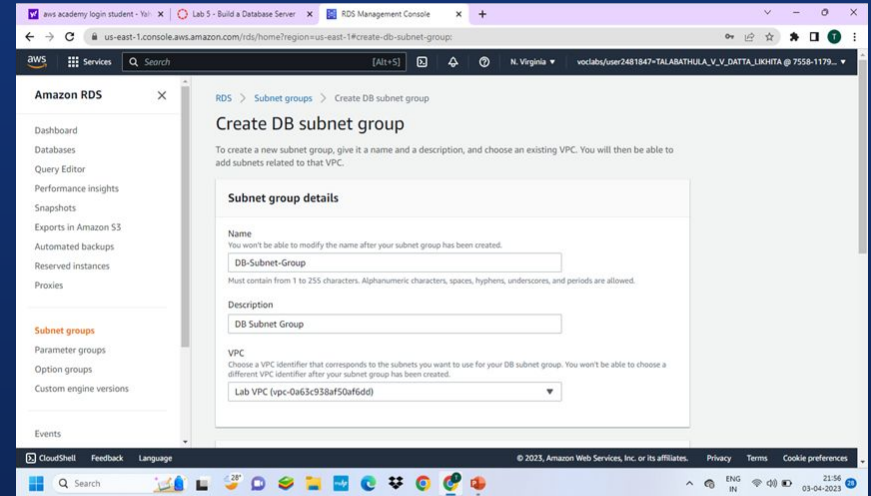 aws academy login student - Yah
Lab 5 - Build a Database Server
RDS Management Console
us-east-1.console.aws.amazon.com/rds/home?region=us-east-1#create-db-subnet-group:
aws
Services
Search
[Alt+S]
N. Virginia
voclabs/user2481847=TALABATHULA_V_V_DATTA_LIKHITA @ 7558-1179...
Amazon RDS
Dashboard
Databases
Query Editor
Performance insights
Snapshots
Exports in Amazon S3
Automated backups
Reserved instances
Proxies
Subnet groups
Parameter groups
Option groups
Custom engine versions
Events
RDS > Subnet groups > Create DB subnet group
Create DB subnet group
To create a new subnet group, give it a name and a description, and choose an existing VPC. You will then be able to
add subnets related to that VPC.
Subnet group details
Name
You won't be able to modify the name after your subnet group has been created.
DB-Subnet-Group
Must contain from 1 to 255 characters. Alphanumeric characters, spaces, hyphens, underscores, and periods are allowed.
Description
DB Subnet Group
VPC
Choose a VPC identifier that corresponds to the subnets you want to use for your DB subnet group. You won't be able to choose a
different VPC identifier after your subnet group has been created.
Lab VPC (vpc-0a63c938af50af6dd)
CloudShell
Feedback
Language
© 2023, Amazon Web Services, Inc. or its affiliates.
Privacy
Terms
Cookie preferences
Search
28°
ENG
IN
21:56
03-04-2023
28